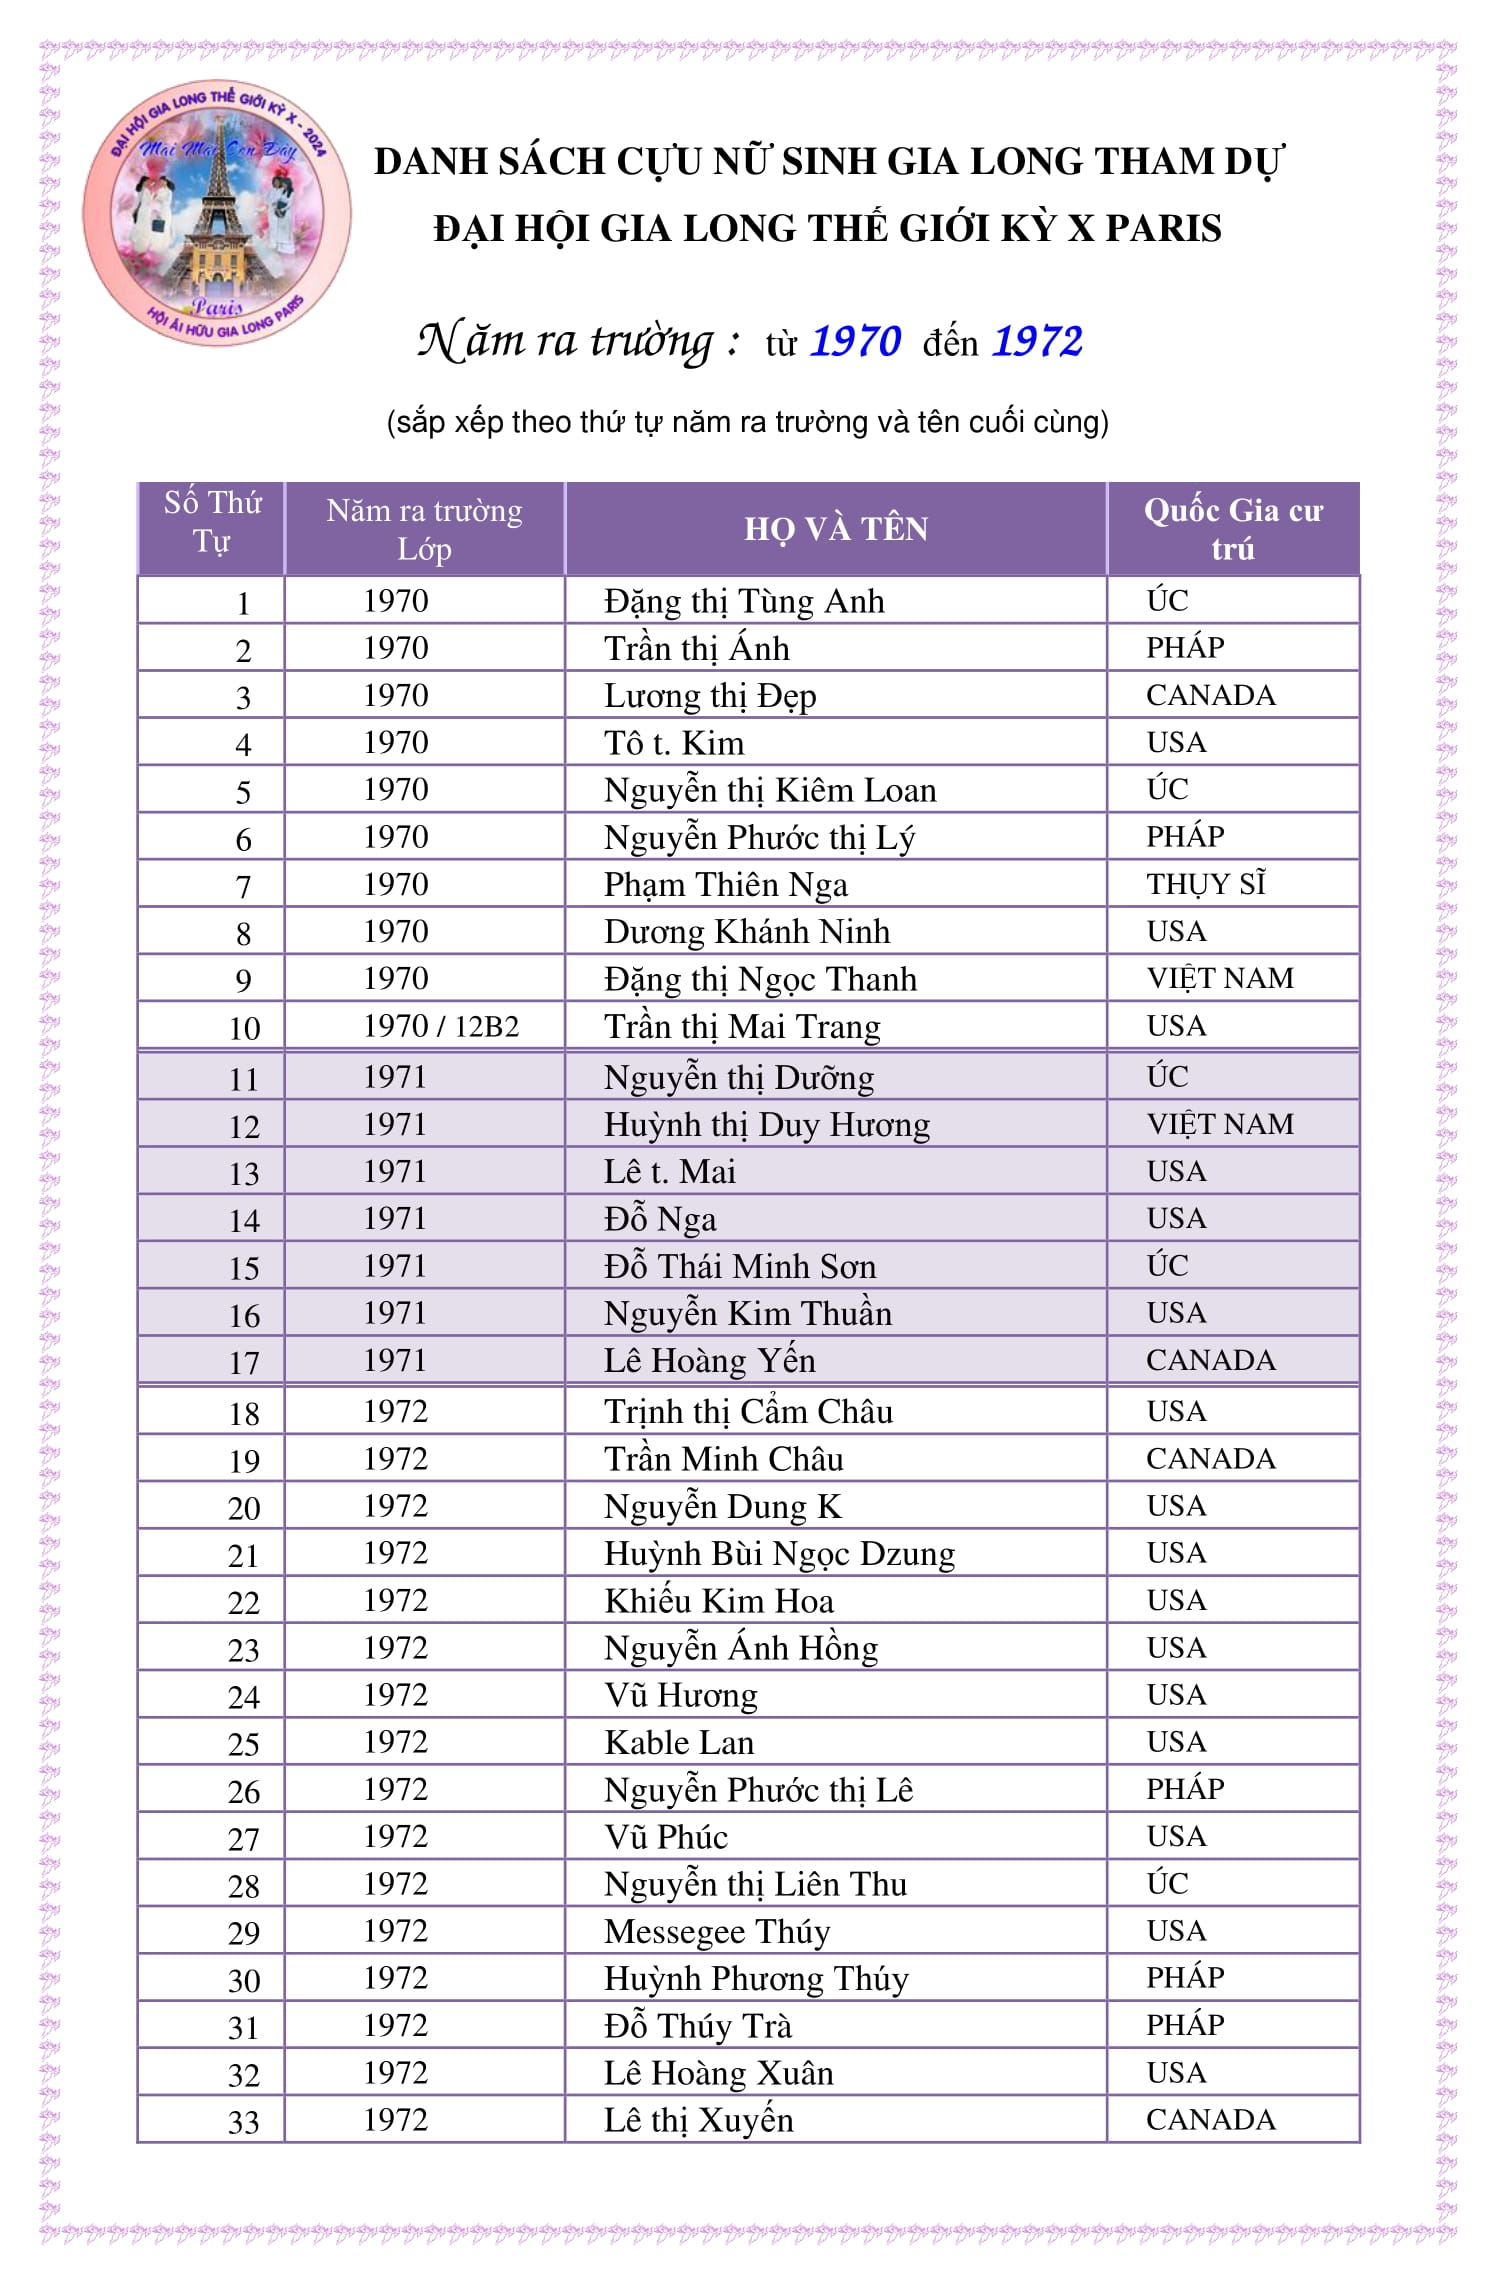 ĐẠI HỘI GIA LONG THẾ GIỚI KỲ X - 2024
Mãi Mãi Còn Đây
Paris
HỘI ÁI HỮU GIA LONG PARIS
DANH SÁCH CỰU NỮ SINH GIA LONG THAM DỰ
ĐẠI HỘI GIA LONG THẾ GIỚI KỲ X PARIS
Năm ra trường : từ 1970 đến 1972
(sắp xếp theo thứ tự năm ra trường và tên cuối cùng)
Số Thứ Tự Năm ra trường Lớp HỌ VÀ TÊN Quốc Gia cư trú
1 1970 Đặng thị Tùng Anh ÚC
2 1970 Trần thị Ánh PHÁP
3 1970 Lương thị Đẹp CANADA
4 1970 Tô t. Kim USA
5 1970 Nguyễn thị Kiêm Loan ÚC
6 1970 Nguyễn Phước thị Lý PHÁP
7 1970 Phạm Thiên Nga THỤY SĨ
8 1970 Dương Khánh Ninh USA
9 1970 Đặng thị Ngọc Thanh VIỆT NAM
10 1970 / 12B2 Trần thị Mai Trang USA
11 1971 Nguyễn thị Dưỡng ÚC
12 1971 Huỳnh thị Duy Hương VIỆT NAM
13 1971 Lê t. Mai USA
14 1971 Đỗ Nga USA
15 1971 Đỗ Thái Minh Sơn ÚC
16 1971 Nguyễn Kim Thuần USA
17 1971 Lê Hoàng Yến CANADA
18 1972 Trịnh thị Cẩm Châu USA
19 1972 Trần Minh Châu CANADA
20 1972 Nguyễn Dung K USA
21 1972 Huỳnh Bùi Ngọc Dzung USA
22 1972 Khiếu Kim Hoa USA
23 1972 Nguyễn Ánh Hồng USA
24 1972 Vũ Hương USA
25 1972 Kable Lan USA
26 1972 Nguyễn Phước thị Lê PHÁP
27 1972 Vũ Phúc USA
28 1972 Nguyễn thị Liên Thu ÚC
29 1972 Messegee Thúy USA
30 1972 Huỳnh Phương Thúy PHÁP
31 1972 Đỗ Thúy Trà PHÁP
32 1972 Lê Hoàng Xuân USA
33 1972 Lê thị Xuyến CANADA